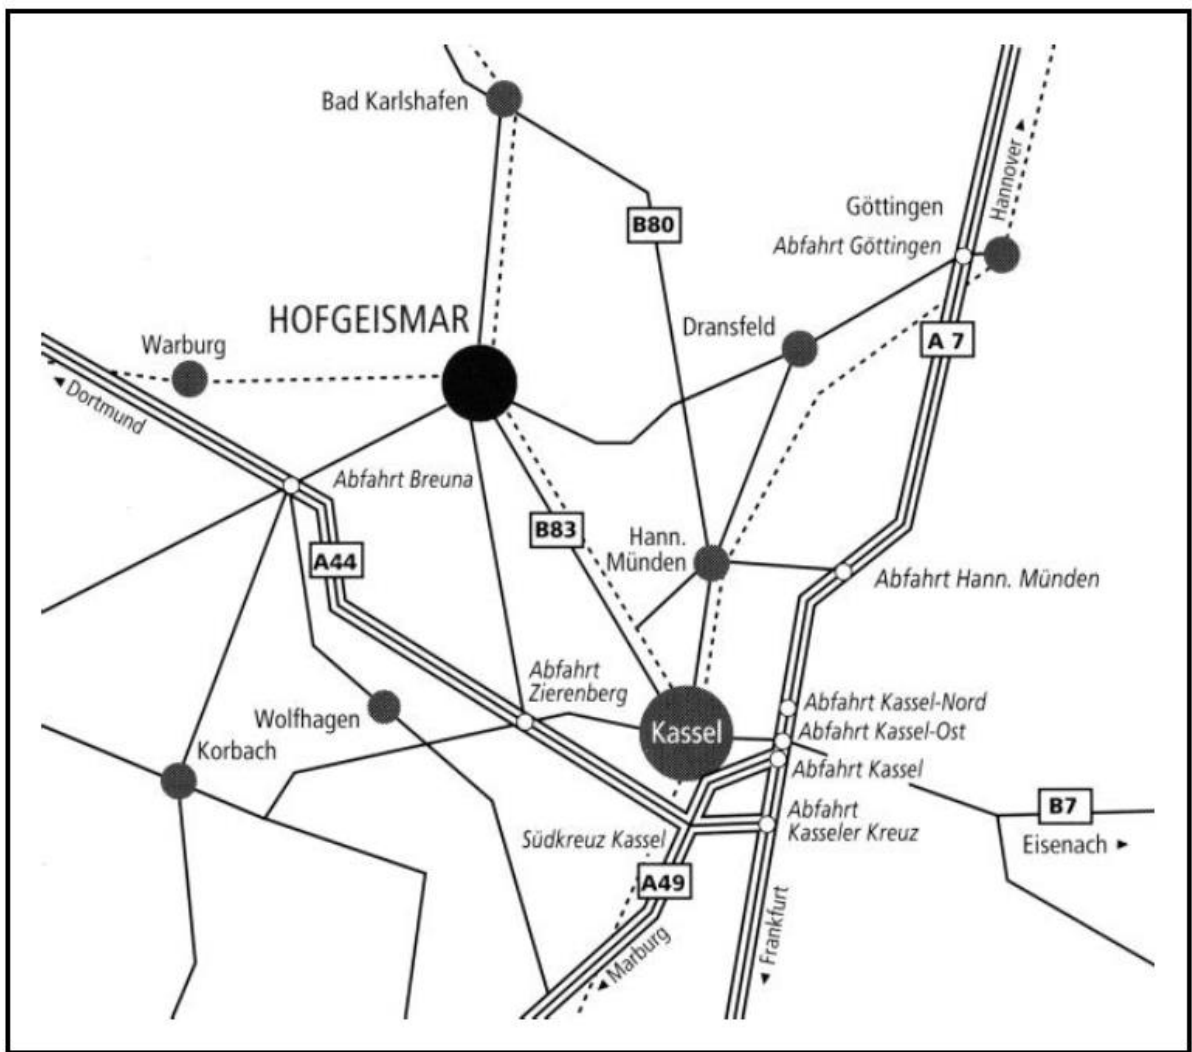 Bad Karlshafen
Hannover
B80
Göttingen
Abfahrt Göttingen
HOFGEISMAR
Dransfeld
A 7
Warburg
Dortmund
Abfahrt Breuna
B83
Hann.
Münden
A44
Abfahrt Hann. Münden
Abfahrt
Zierenberg
Abfahrt Kassel-Nord
Wolfhagen
Kassel
Abfahrt Kassel-Ost
Korbach
Abfahrt Kassel
B7
Abfahrt
Kasseler Kreuz
Südkreuz Kassel
Eisenach
A49
Frankfurt
Marburg